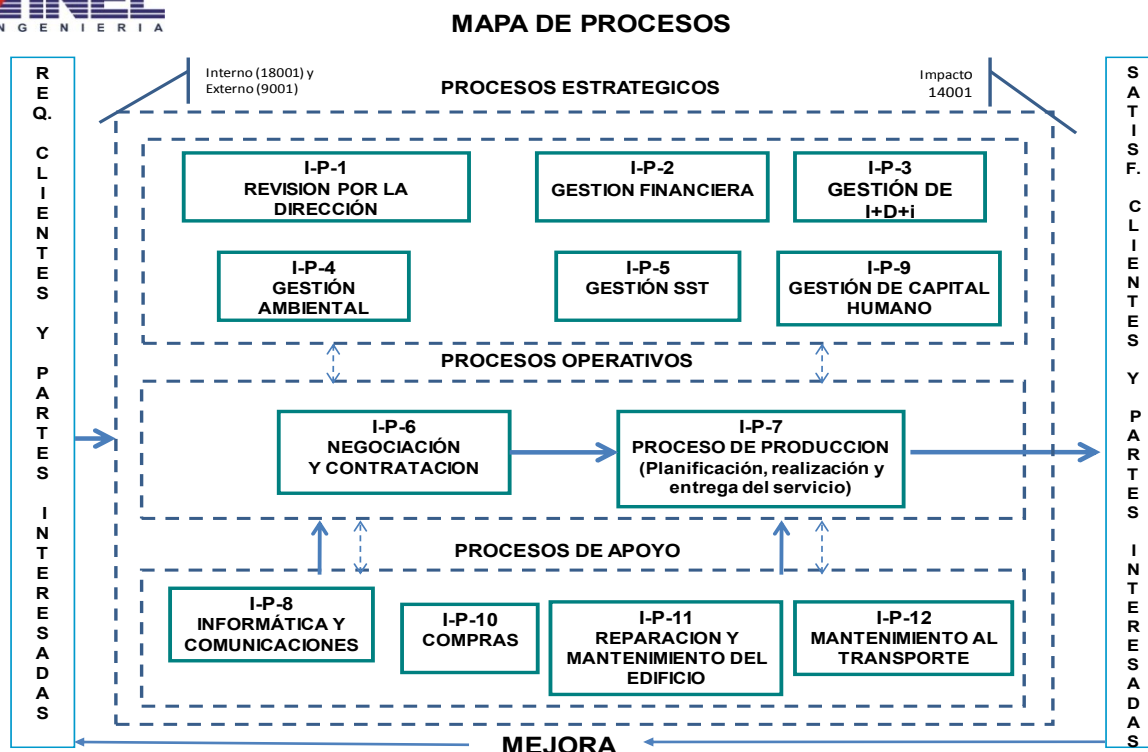 INEL
INGENIERIA
MAPA DE PROCESOS
REQ. CLIENTES Y PARTES INTERESADAS
Interno (18001) y
Externo (9001)
PROCESOS ESTRATEGICOS
Impacto
14001
SATISF. CLIENTES Y PARTES INTERESADAS
I-P-1
REVISION POR LA
DIRECCIÓN
I-P-2
GESTION FINANCIERA
I-P-3
GESTIÓN DE
I+D+i
I-P-4
GESTIÓN
AMBIENTAL
I-P-5
GESTIÓN SST
I-P-9
GESTIÓN DE CAPITAL
HUMANO
PROCESOS OPERATIVOS
I-P-6
NEGOCIACIÓN
Y CONTRATACION
I-P-7
PROCESO DE PRODUCCION
(Planificación, realización y
entrega del servicio)
PROCESOS DE APOYO
I-P-8
INFORMÁTICA Y
COMUNICACIONES
I-P-10
COMPRAS
I-P-11
REPARACION Y
MANTENIMIENTO DEL
EDIFICIO
I-P-12
MANTENIMIENTO AL
TRANSPORTE
MEJORA